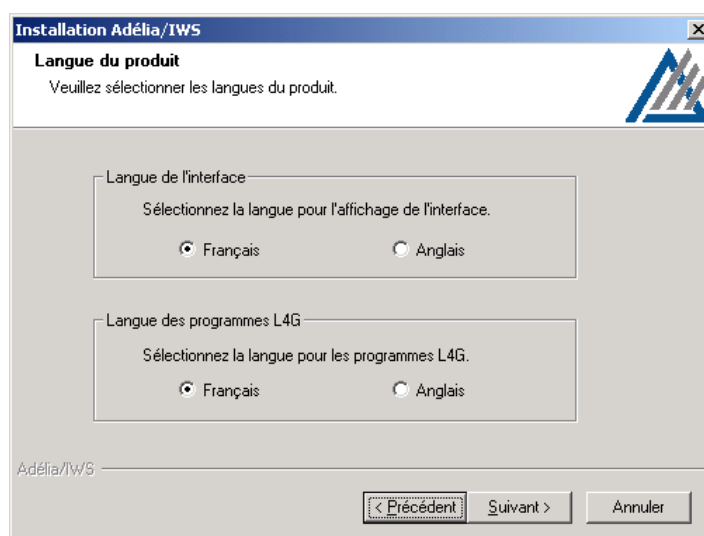 Installation Adélia/IWS
Langue du produit
Veuillez sélectionner les langues du produit.
Langue de l'interface
Sélectionnez la langue pour l'affichage de l'interface.
Français Anglais
Langue des programmes L4G
Sélectionnez la langue pour les programmes L4G.
Français Anglais
Adélia/IWS
< Précédent Suivant > Annuler